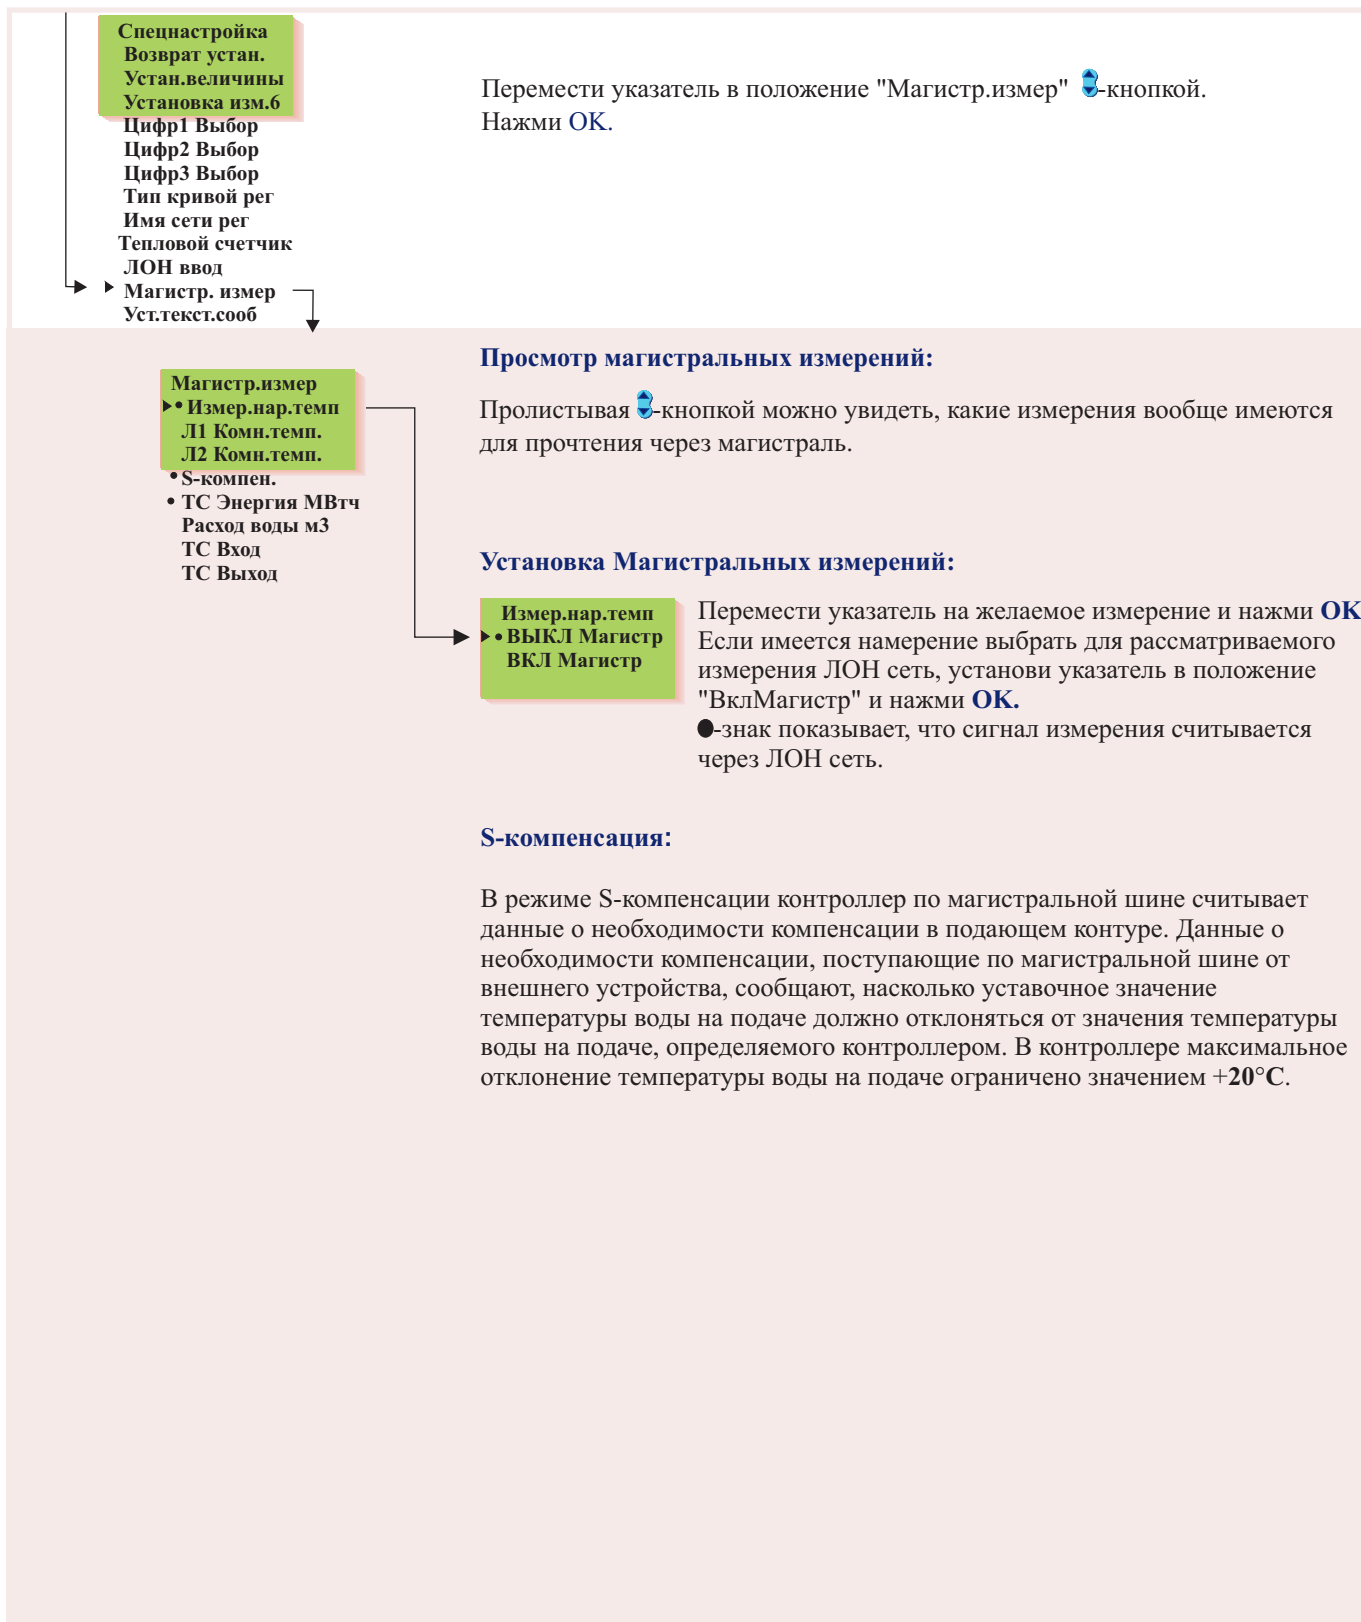 Спецнастройка
Возврат устан.
Устан.величины
Установка изм.6
Цифр1 Выбор
Цифр2 Выбор
Цифр3 Выбор
Тип кривой рег
Имя сети рег
Тепловой счетчик
ЛОН ввод
Магистр. измер
Уст.текст.сооб
Перемести указатель в положение "Магистр.измер" -кнопкой.
Нажми OK.
Магистр.измер
• Измер.нар.темп
Л1 Комн.темп.
Л2 Комн.темп.
• S-компен.
• ТС Энергия МВтч
Расход воды м3
ТС Вход
ТС Выход
Просмотр магистральных измерений:
Пролистывая -кнопкой можно увидеть, какие измерения вообще имеются
для прочтения через магистраль.
Установка Магистральных измерений:
Измер.нар.темп
• ВЫКЛ Магистр
ВКЛ Магистр
Перемести указатель на желаемое измерение и нажми OK
Если имеется намерение выбрать для рассматриваемого
измерения ЛОН сеть, установи указатель в положение
"ВклМагистр" и нажми OK.
●-знак показывает, что сигнал измерения считывается
через ЛОН сеть.
S-компенсация:
В режиме S-компенсации контроллер по магистральной шине считывает
данные о необходимости компенсации в подающем контуре. Данные о
необходимости компенсации, поступающие по магистральной шине от
внешнего устройства, сообщают, насколько уставочное значение
температуры воды на подаче должно отклоняться от значения температуры
воды на подаче, определяемого контроллером. В контроллере максимальное
отклонение температуры воды на подаче ограничено значением +20°C.